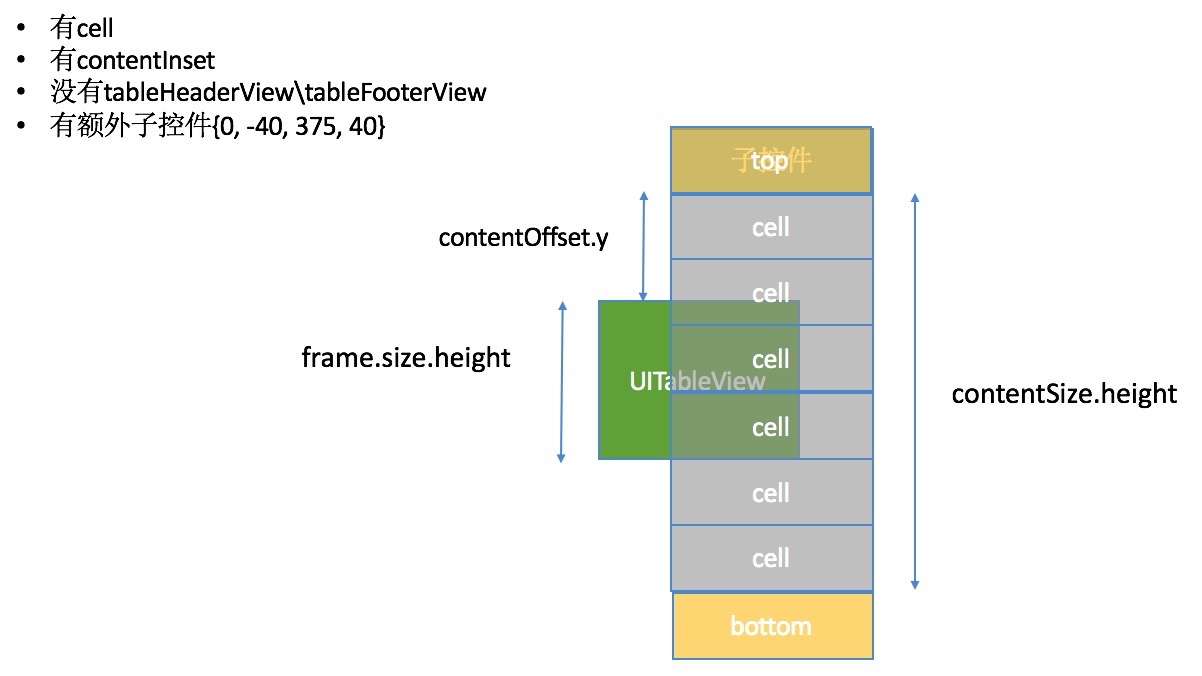 • 有cell
• 有contentInset
• 没有tableHeaderView\tableFooterView
• 有额外子控件{0, -40, 375, 40}
子控件
top
cell
contentOffset.y
cell
frame.size.height
cell
UITableView
contentSize.height
cell
cell
cell
bottom